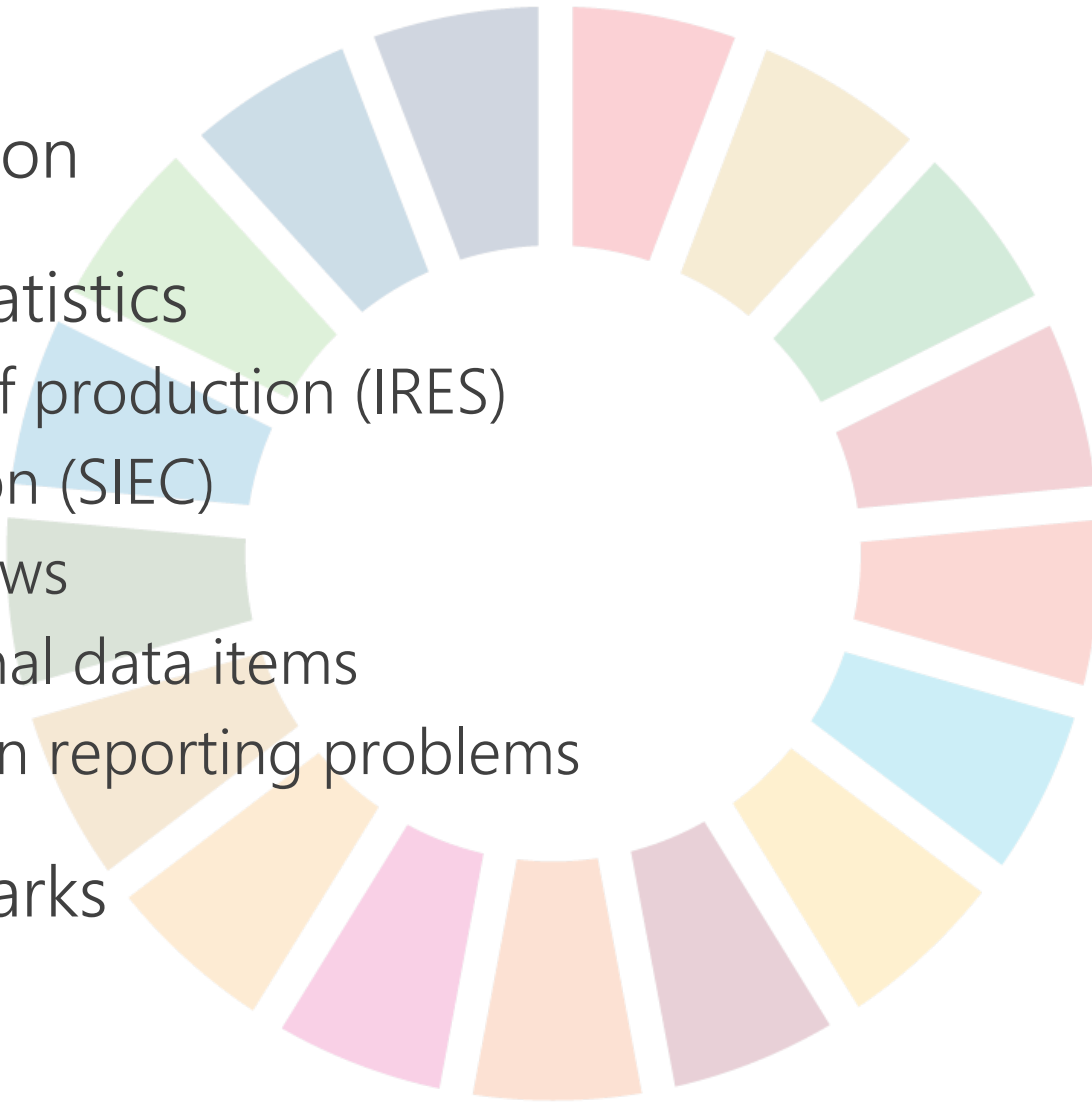 on
atistics
f production (IRES)
on (SIEC)
ws
nal data items
n reporting problems
arks